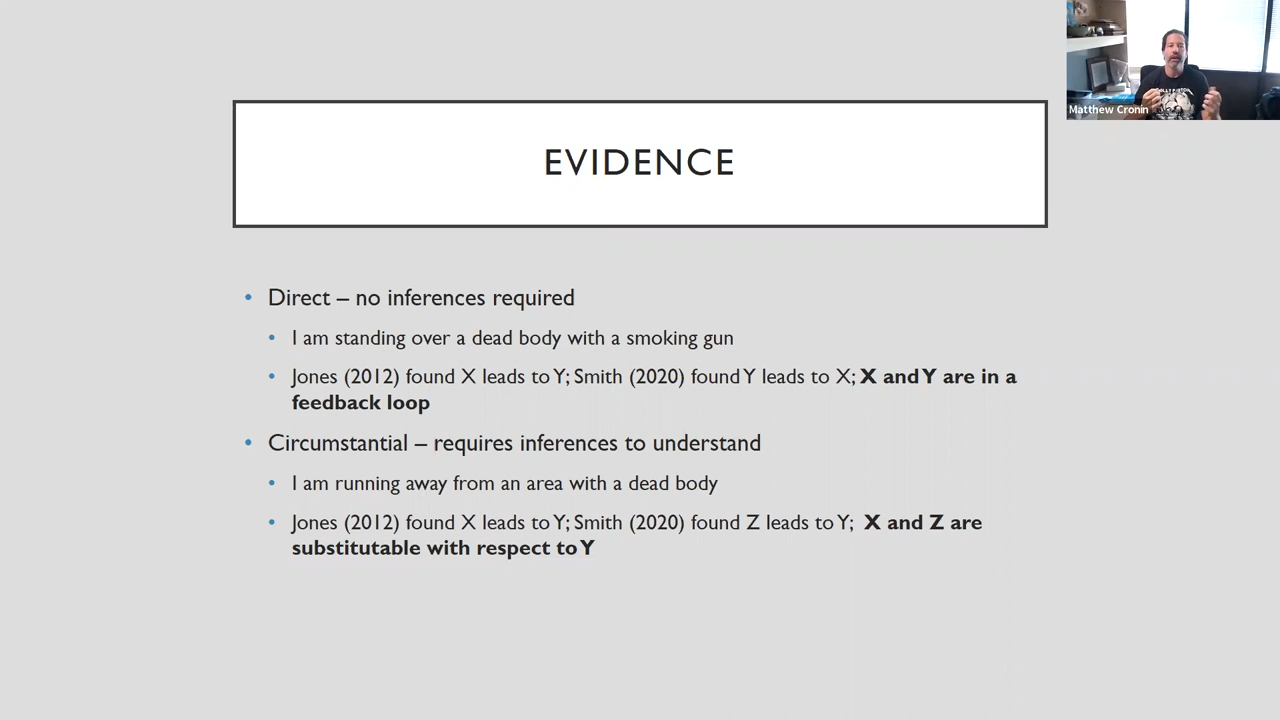 Matthew Cronin
EVIDENCE
• Direct – no inferences required
• I am standing over a dead body with a smoking gun
• Jones (2012) found X leads to Y; Smith (2020) found Y leads to X; X and Y are in a
feedback loop
• Circumstantial – requires inferences to understand
• I am running away from an area with a dead body
• Jones (2012) found X leads to Y; Smith (2020) found Z leads to Y; X and Z are
substitutable with respect to Y